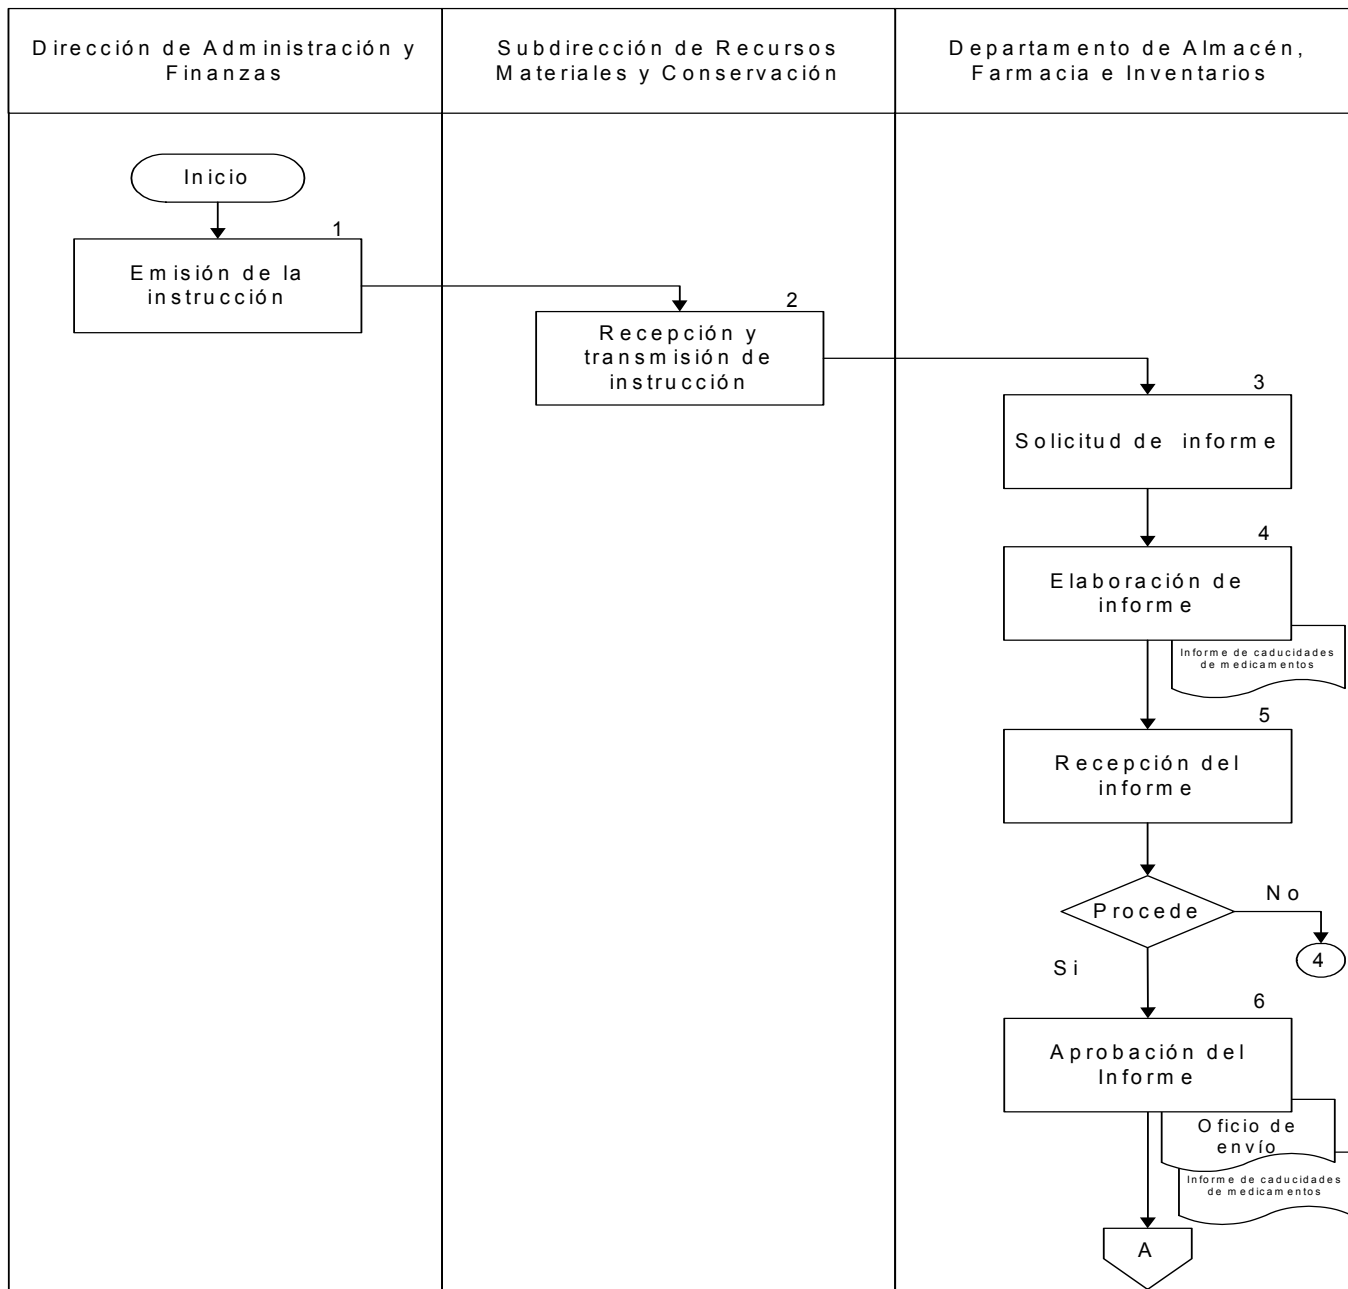 Dirección de Administración y
Finanzas
Subdirección de Recursos
Materiales y Conservación
Departamento de Almacén,
Farmacia e Inventarios
Inicio
1
Emisión de la
instrucción
2
Recepción y
transmisión de
instrucción
3
Solicitud de informe
4
Elaboración de
informe
Informe de caducidades
de medicamentos
5
Recepción del
informe
Procede
No
4
Si
6
Aprobación del
Informe
Oficio de
envío
Informe de caducidades
de medicamentos
A